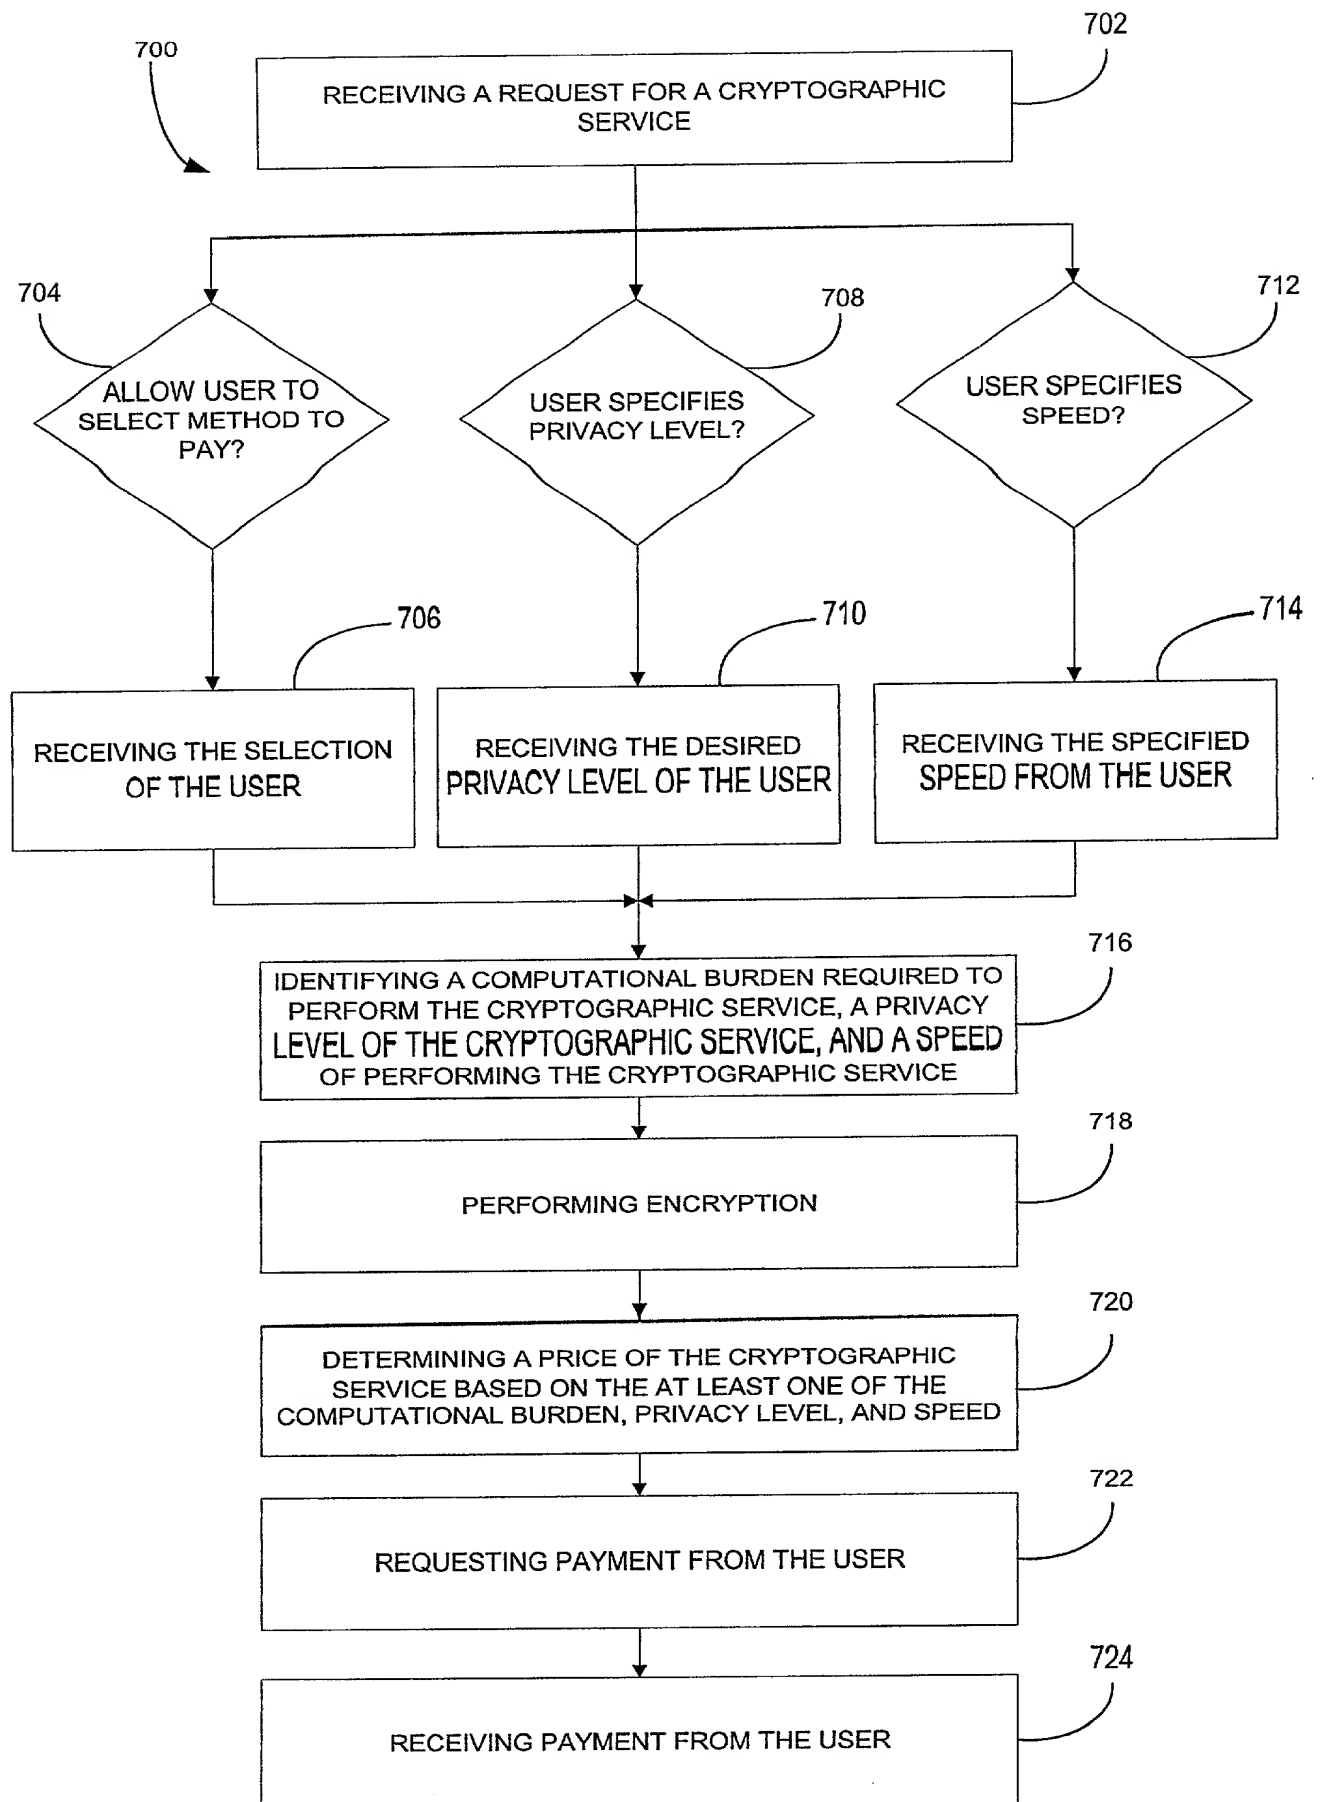 700
702
RECEIVING A REQUEST FOR A CRYPTOGRAPHIC
SERVICE
704
ALLOW USER TO
SELECT METHOD TO
PAY?
708
USER SPECIFIES
PRIVACY LEVEL?
712
USER SPECIFIES
SPEED?
706
RECEIVING THE SELECTION
OF THE USER
710
RECEIVING THE DESIRED
PRIVACY LEVEL OF THE USER
714
RECEIVING THE SPECIFIED
SPEED FROM THE USER
716
IDENTIFYING A COMPUTATIONAL BURDEN REQUIRED TO
PERFORM THE CRYPTOGRAPHIC SERVICE, A PRIVACY
LEVEL OF THE CRYPTOGRAPHIC SERVICE, AND A SPEED
OF PERFORMING THE CRYPTOGRAPHIC SERVICE
718
PERFORMING ENCRYPTION
720
DETERMINING A PRICE OF THE CRYPTOGRAPHIC
SERVICE BASED ON THE AT LEAST ONE OF THE
COMPUTATIONAL BURDEN, PRIVACY LEVEL, AND SPEED
722
REQUESTING PAYMENT FROM THE USER
724
RECEIVING PAYMENT FROM THE USER